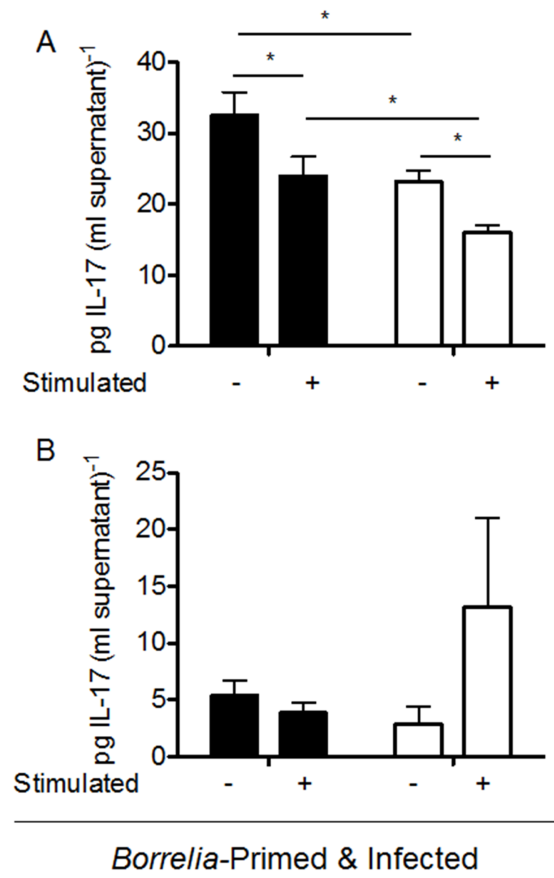 A
*
*
*
*
pg IL-17 (ml supernatant)-1
40
30
20
10
0
Stimulated - + - +
B
pg IL-17 (ml supernatant)-1
25
20
15
10
5
0
Stimulated - + - +
Borrelia-Primed & Infected